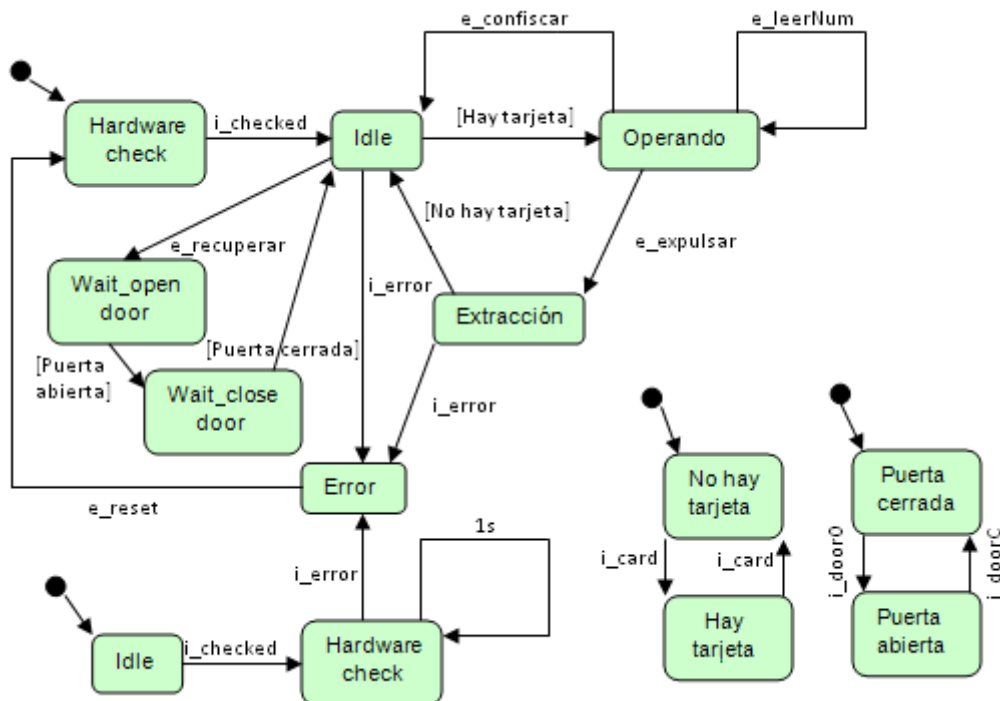 e_confiscar
e_leerNum
Hardware
check
i_checked
Idle
[Hay tarjeta]
Operando
[No hay tarjeta]
e_recuperar
e_expulsar
Wait_open
door
i_error
Extracción
[Puerta
abierta]
[Puerta cerrada]
Wait_close
door
i_error
Error
e_reset
No hay
tarjeta
Puerta
cerrada
1s
i_error
i_card
i_card
i_doorO
i_doorC
Idle
i_checked
Hardware
check
Hay
tarjeta
Puerta
abierta